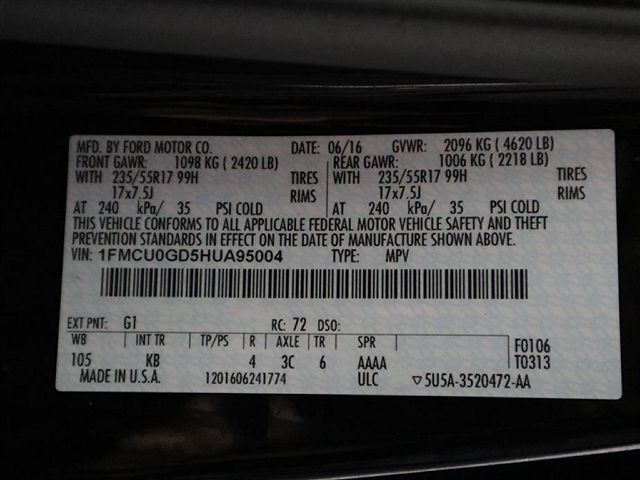 MFD. BY FORD MOTOR CO. DATE: 06/16 GVWR: 2096 KG ( 4620 LB)
FRONT GAWR: 1098 KG ( 2420 LB) REAR GAWR: 1006 KG ( 2218 LB)
WITH 235/55R17 99H TIRES WITH 235/55R17 99H TIRES
17x7.5J RIMS 17x7.5J RIMS
AT 240 kPa/ 35 PSI COLD AT 240 kPa/ 35 PSI COLD
THIS VEHICLE CONFORMS TO ALL APPLICABLE FEDERAL MOTOR VEHICLE SAFETY AND THEFT
PREVENTION STANDARDS IN EFFECT ON THE DATE OF MANUFACTURE SHOWN ABOVE.
VIN: 1FMCU0GD5HUA95004 TYPE: MPV
EXT PNT: G1 RC: 72 DSO:
WB INT TR TP/PS R AXLE TR SPR F0106
105 KB 4 3C 6 AAAA T0313
MADE IN U.S.A. 1201606241774 ULC ▽5U5A-3520472-AA